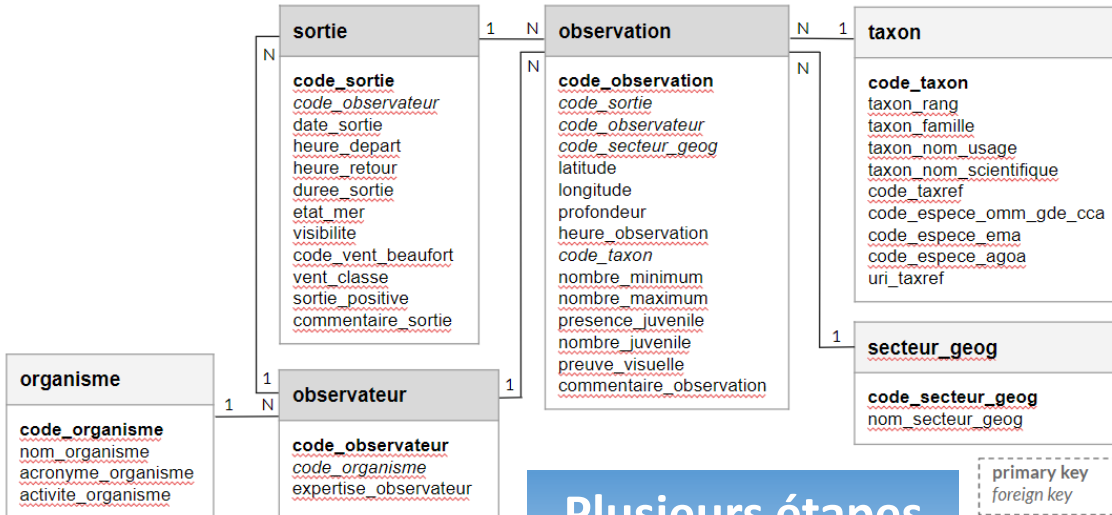 sortie
code_sortie
code_observateur
date_sortie
heure_depart
heure_retour
duree_sortie
etat_mer
visibilite
code_vent_beaufort
vent_classe
sortie_positive
commentaire_sortie
1
N
N
observation
code_observation
code_sortie
code_observateur
code_secteur_geog
latitude
longitude
profondeur
heure_observation
code_taxon
nombre_minimum
nombre_maximum
presence_juvenile
nombre_juvenile
preuve_visuelle
commentaire_observation
N
1
N
N
taxon
code_taxon
taxon_rang
taxon_famille
taxon_nom_usage
taxon_nom_scientifique
code_taxref
code_espece_omm_gde_cca
code_espece_ema
code_espece_agoa
uri_taxref
1
secteur_geog
code_secteur_geog
nom_secteur_geog
organisme
code_organisme
nom_organisme
acronyme_organisme
activite_organisme
1
N
1
observateur
code_observateur
code_organisme
expertise_observateur
1
Plusieurs étapes
primary key
foreign key